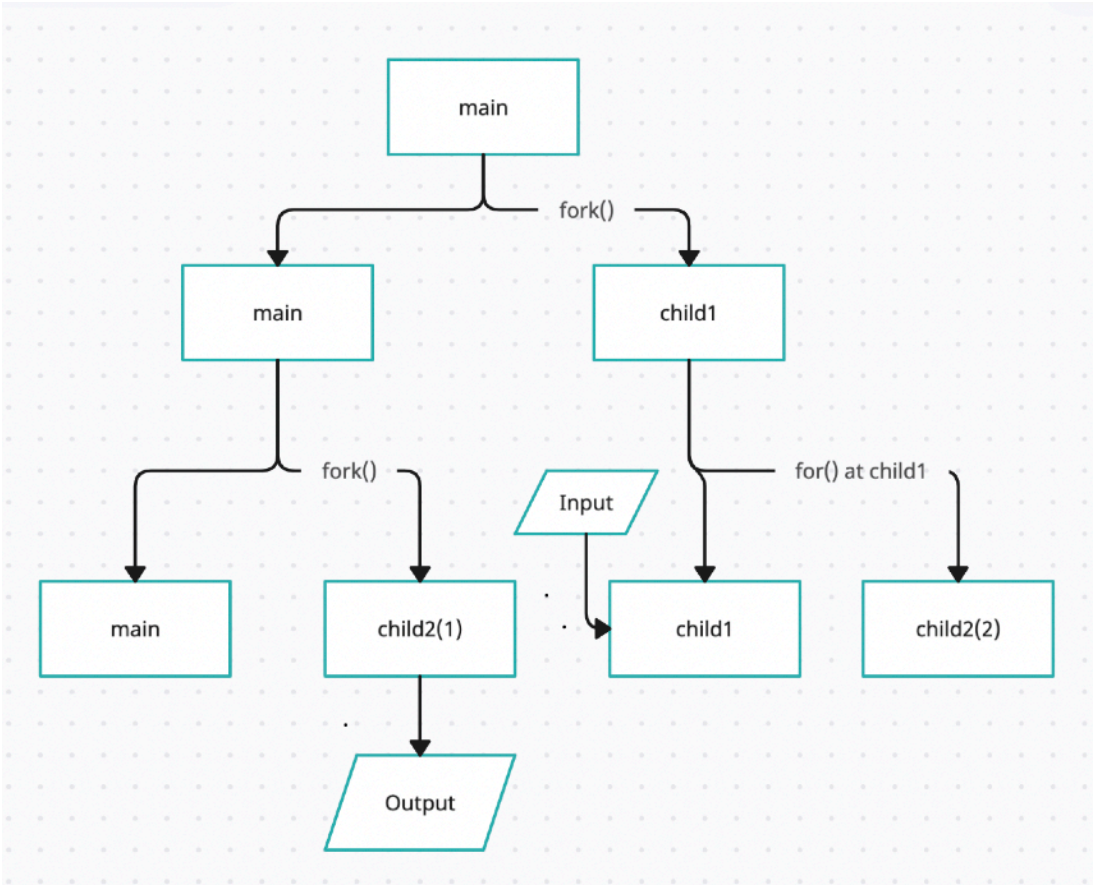 main
fork()
main
child1
fork()
for() at child1
Input
main
child2(1)
child1
child2(2)
Output